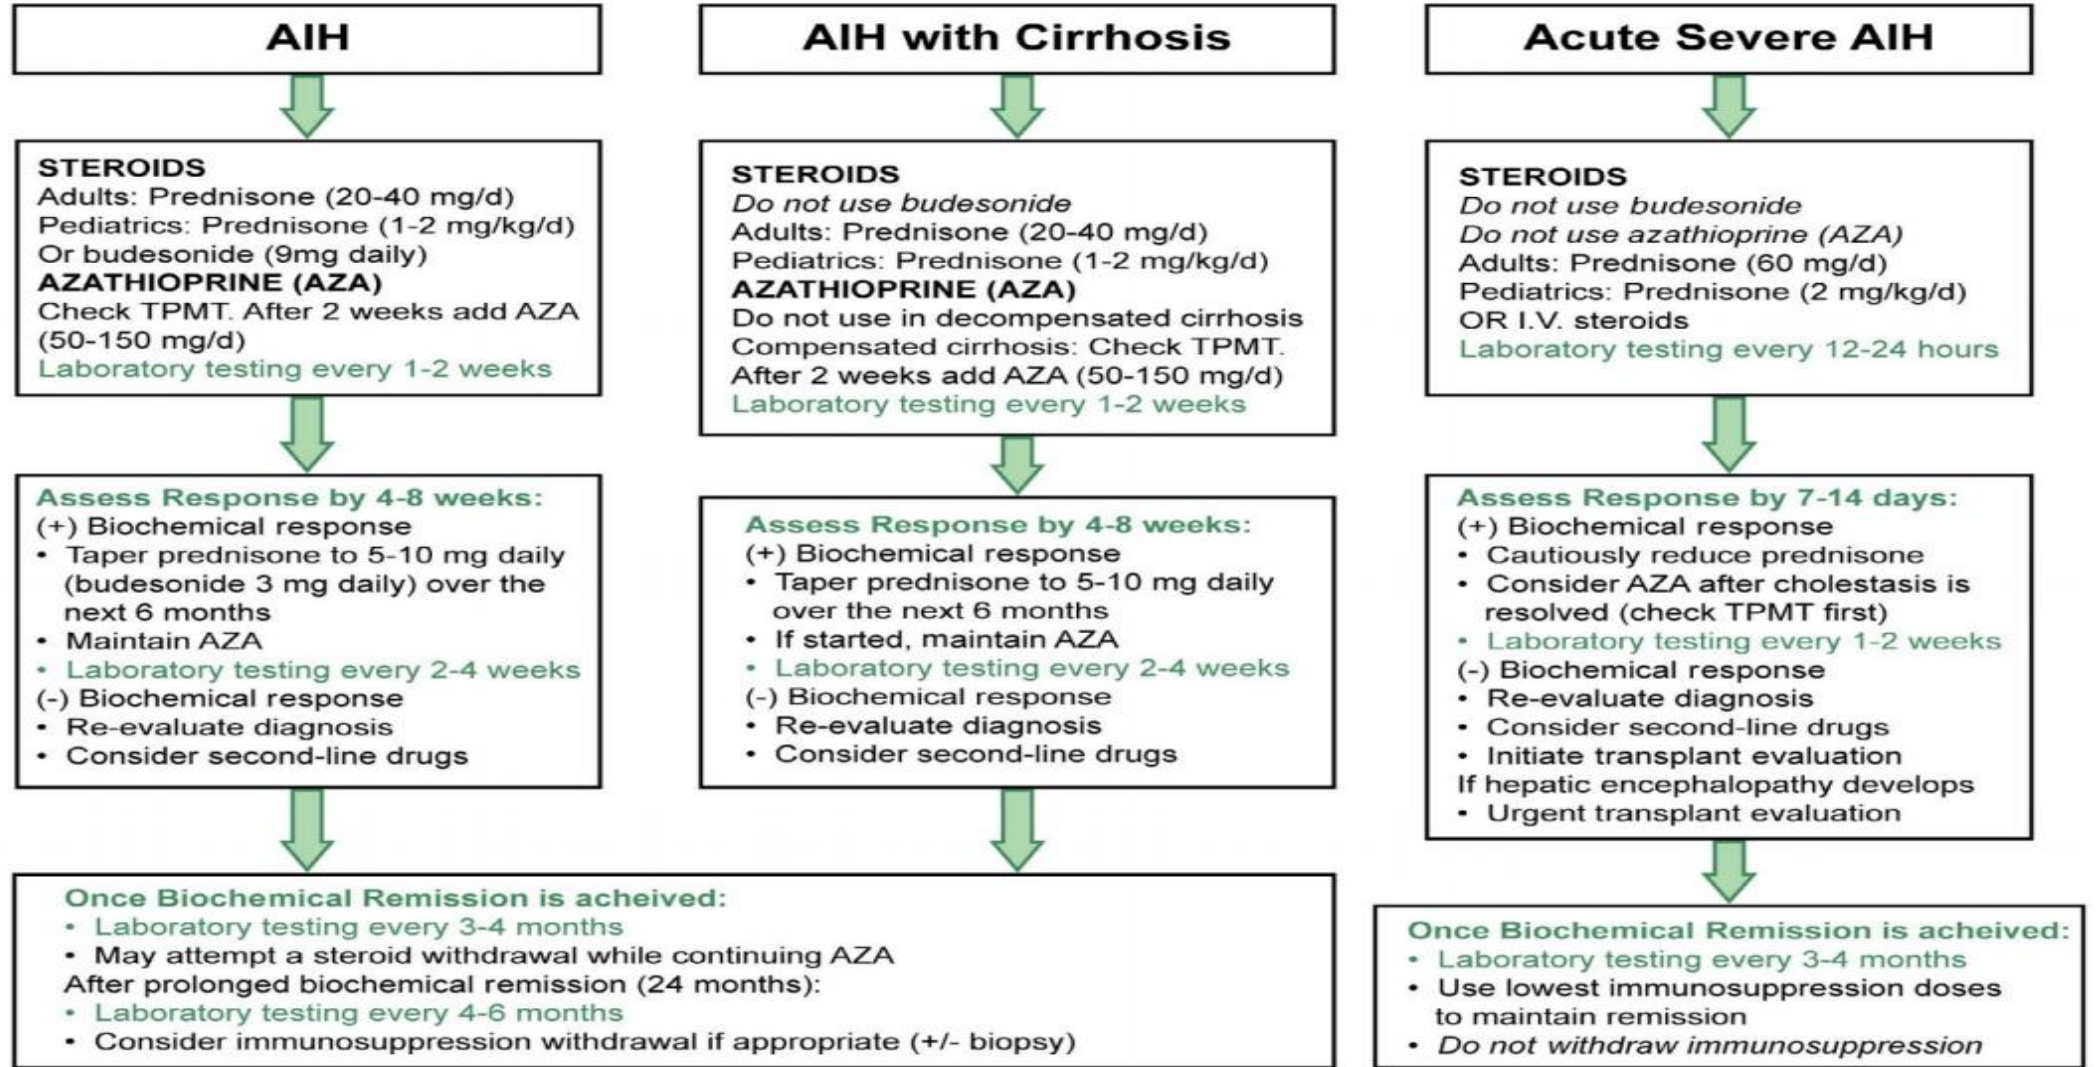 AIH
STEROIDS
Adults: Prednisone (20-40 mg/d)
Pediatrics: Prednisone (1-2 mg/kg/d)
Or budesonide (9mg daily)
AZATHIOPRINE (AZA)
Check TPMT. After 2 weeks add AZA
(50-150 mg/d)
Laboratory testing every 1-2 weeks
Assess Response by 4-8 weeks:
(+) Biochemical response
• Taper prednisone to 5-10 mg daily
(budesonide 3 mg daily) over the
next 6 months
• Maintain AZA
• Laboratory testing every 2-4 weeks
(-) Biochemical response
• Re-evaluate diagnosis
• Consider second-line drugs
AIH with Cirrhosis
STEROIDS
Do not use budesonide
Adults: Prednisone (20-40 mg/d)
Pediatrics: Prednisone (1-2 mg/kg/d)
AZATHIOPRINE (AZA)
Do not use in decompensated cirrhosis
Compensated cirrhosis: Check TPMT.
After 2 weeks add AZA (50-150 mg/d)
Laboratory testing every 1-2 weeks
Assess Response by 4-8 weeks:
(+) Biochemical response
• Taper prednisone to 5-10 mg daily
over the next 6 months
• If started, maintain AZA
• Laboratory testing every 2-4 weeks
(-) Biochemical response
• Re-evaluate diagnosis
• Consider second-line drugs
Once Biochemical Remission is acheived:
• Laboratory testing every 3-4 months
• May attempt a steroid withdrawal while continuing AZA
After prolonged biochemical remission (24 months):
• Laboratory testing every 4-6 months
• Consider immunosuppression withdrawal if appropriate (+/- biopsy)
Acute Severe AIH
STEROIDS
Do not use budesonide
Do not use azathioprine (AZA)
Adults: Prednisone (60 mg/d)
Pediatrics: Prednisone (2 mg/kg/d)
OR I.V. steroids
Laboratory testing every 12-24 hours
Assess Response by 7-14 days:
(+) Biochemical response
• Cautiously reduce prednisone
• Consider AZA after cholestasis is
resolved (check TPMT first)
• Laboratory testing every 1-2 weeks
(-) Biochemical response
• Re-evaluate diagnosis
• Consider second-line drugs
• Initiate transplant evaluation
If hepatic encephalopathy develops
• Urgent transplant evaluation
Once Biochemical Remission is acheived:
• Laboratory testing every 3-4 months
• Use lowest immunosuppression doses
to maintain remission
• Do not withdraw immunosuppression